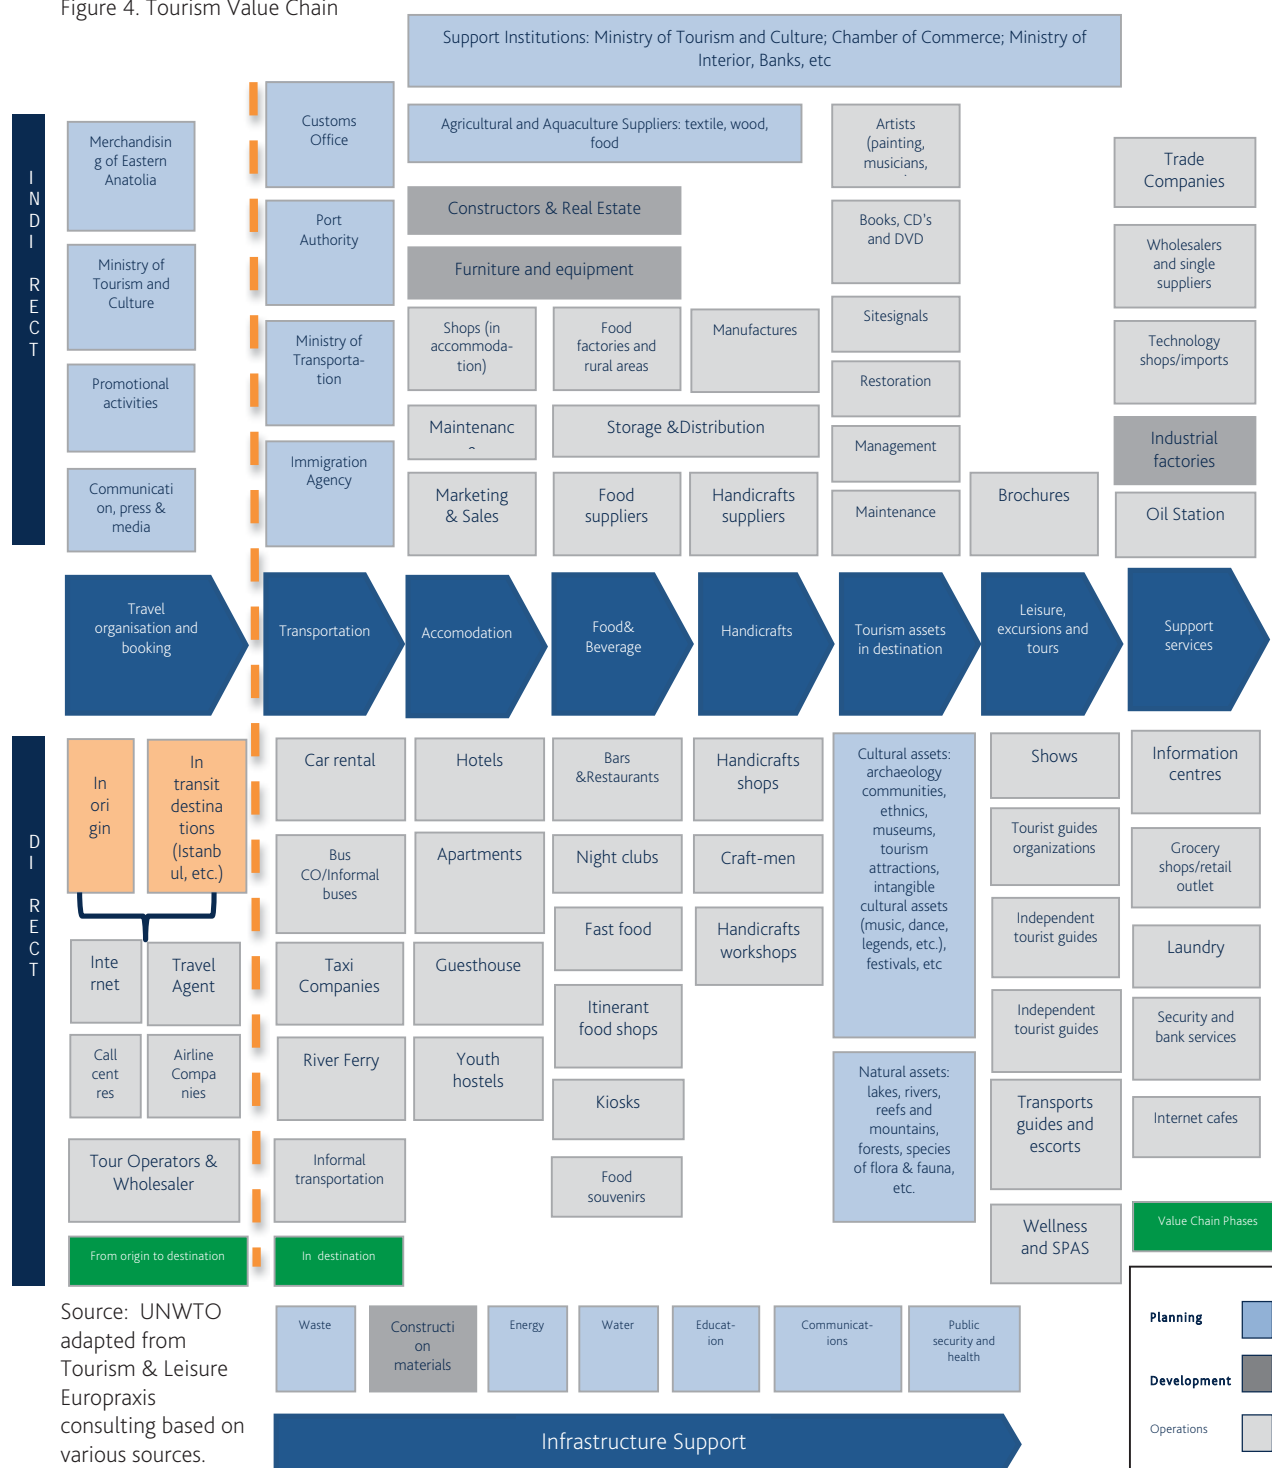 Figure 4. Tourism Value Chain
Support Institutions: Ministry of Tourism and Culture; Chamber of Commerce; Ministry of
Interior, Banks, etc
I
N
D
I
R
E
C
T
Merchandisin
g of Eastern
Anatolia
Ministry of
Tourism and
Culture
Promotional
activities
Communicati
on, press &
media
Customs
Office
Port
Authority
Ministry of
Transporta-
tion
Immigration
Agency
Agricultural and Aquaculture Suppliers: textile, wood,
food
Constructors & Real Estate
Furniture and equipment
Shops (in
accommoda-
tion)
Food
factories and
rural areas
Manufactures
Maintenanc
Storage &Distribution
Marketing
& Sales
Food
suppliers
Handicrafts
suppliers
Artists
(painting,
musicians,
Books, CD's
and DVD
Sitesignals
Restoration
Management
Maintenance
Brochures
Trade
Companies
Wholesalers
and single
suppliers
Technology
shops/imports
Industrial
factories
Oil Station
Travel
organisation and
booking
Transportation
Accomodation
Food&
Beverage
Handicrafts
Tourism assets
in destination
Leisure,
excursions and
tours
Support
services
D
I
R
E
C
T
In
ori
gin
In
transit
destina
tions
(Istanb
ul, etc.)
Inte
rnet
Travel
Agent
Call
cent
res
Airline
Compa
nies
Tour Operators &
Wholesaler
From origin to destination
Car rental
Bus
CO/Informal
buses
Taxi
Companies
River Ferry
Informal
transportation
In destination
Hotels
Apartments
Guesthouse
Youth
hostels
Bars
&Restaurants
Night clubs
Fast food
Itinerant
food shops
Kiosks
Food
souvenirs
Handicrafts
shops
Craft-men
Handicrafts
workshops
Cultural assets:
archaeology
communities,
ethnics,
museums,
tourism
attractions,
intangible
cultural assets
(music, dance,
legends, etc.),
festivals, etc
Natural assets:
lakes, rivers,
reefs and
mountains,
forests, species
of flora & fauna,
etc.
Shows
Tourist guides
organizations
Independent
tourist guides
Independent
tourist guides
Transports
guides and
escorts
Wellness
and SPAS
Information
centres
Grocery
shops/retail
outlet
Laundry
Security and
bank services
Internet cafes
Value Chain Phases
Planning
Development
Operations
Source: UNWTO
adapted from
Tourism & Leisure
Europraxis
consulting based on
various sources.
Waste
Constructi
on
materials
Energy
Water
Educat-
ion
Communicat-
ions
Public
security and
health
Infrastructure Support